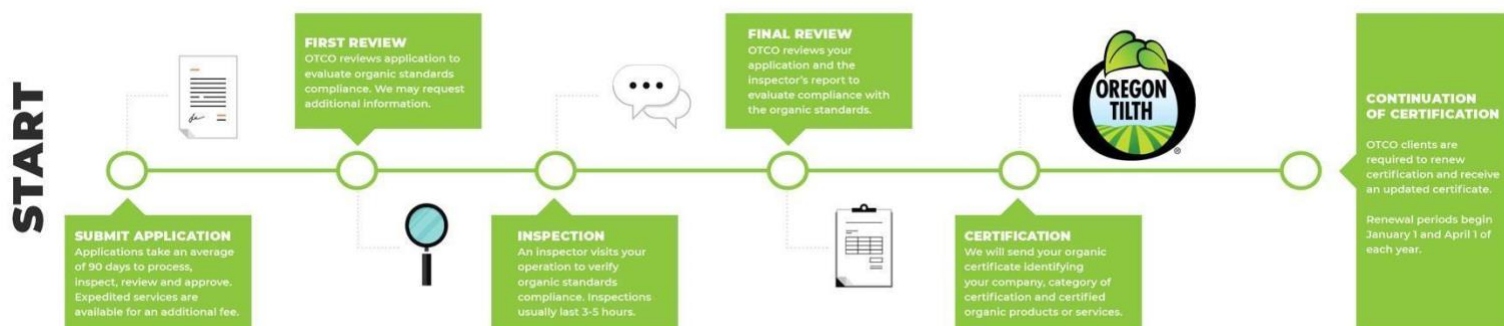 START
SUBMIT APPLICATION
Applications take an average
of 90 days to process,
inspect, review and approve.
Expedited services are
available for an additional fee.
FIRST REVIEW
OTCO reviews application to
evaluate organic standards
compliance. We may request
additional information.
INSPECTION
An inspector visits your
operation to verify
organic standards
compliance. Inspections
usually last 3-5 hours.
FINAL REVIEW
OTCO reviews your
application and the
inspector's report to
evaluate compliance with
the organic standards.
CERTIFICATION
We will send your organic
certificate identifying
your company, category of
certification and certified
organic products or services.
OREGON
TILTH
®
CONTINUATION
OF CERTIFICATION
OTCO clients are
required to renew
certification and receive
an updated certificate.
Renewal periods begin
January 1 and April 1 of
each year.